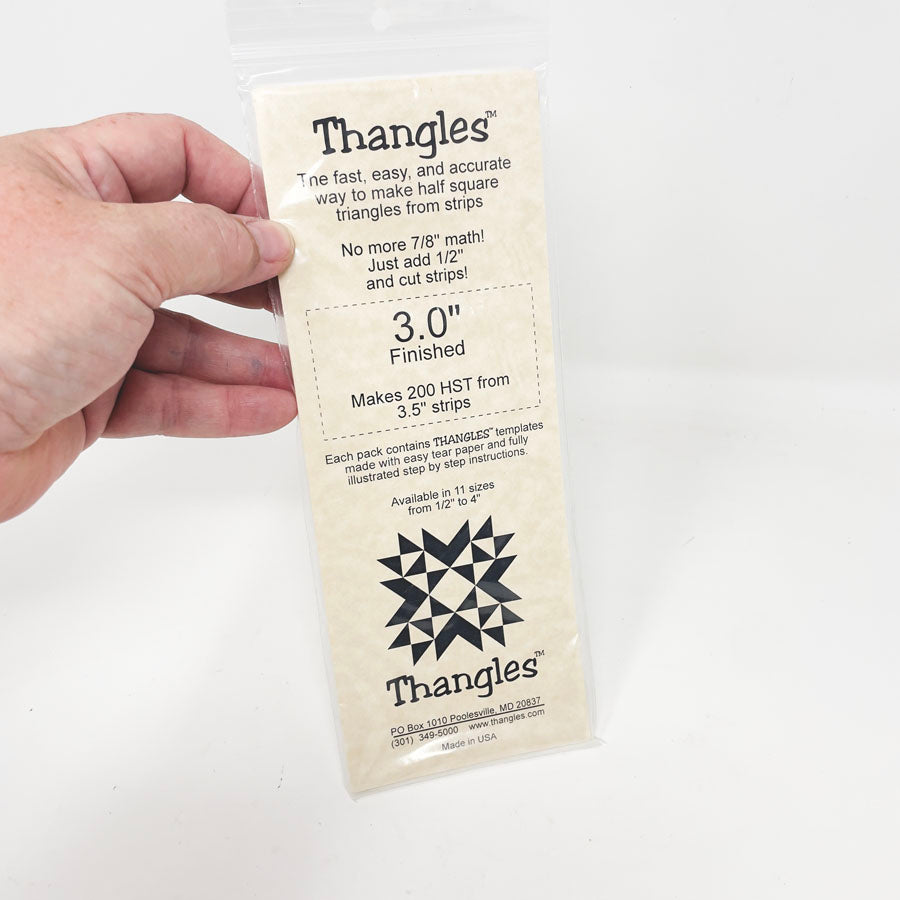 Thangles™
The fast, easy, and accurate
way to make half square
triangles from strips
No more 7/8" math!
Just add 1/2"
and cut strips!
3.0"
Finished
Makes 200 HST from
3.5" strips
Each pack contains THANGLES™ templates
made with easy tear paper and fully
illustrated step by step instructions.
Available in 11 sizes
from 1/2" to 4"
Thangles™
PO Box 1010 Poolesville, MD 20837
(301) 349-5000 www.thangles.com
Made in USA